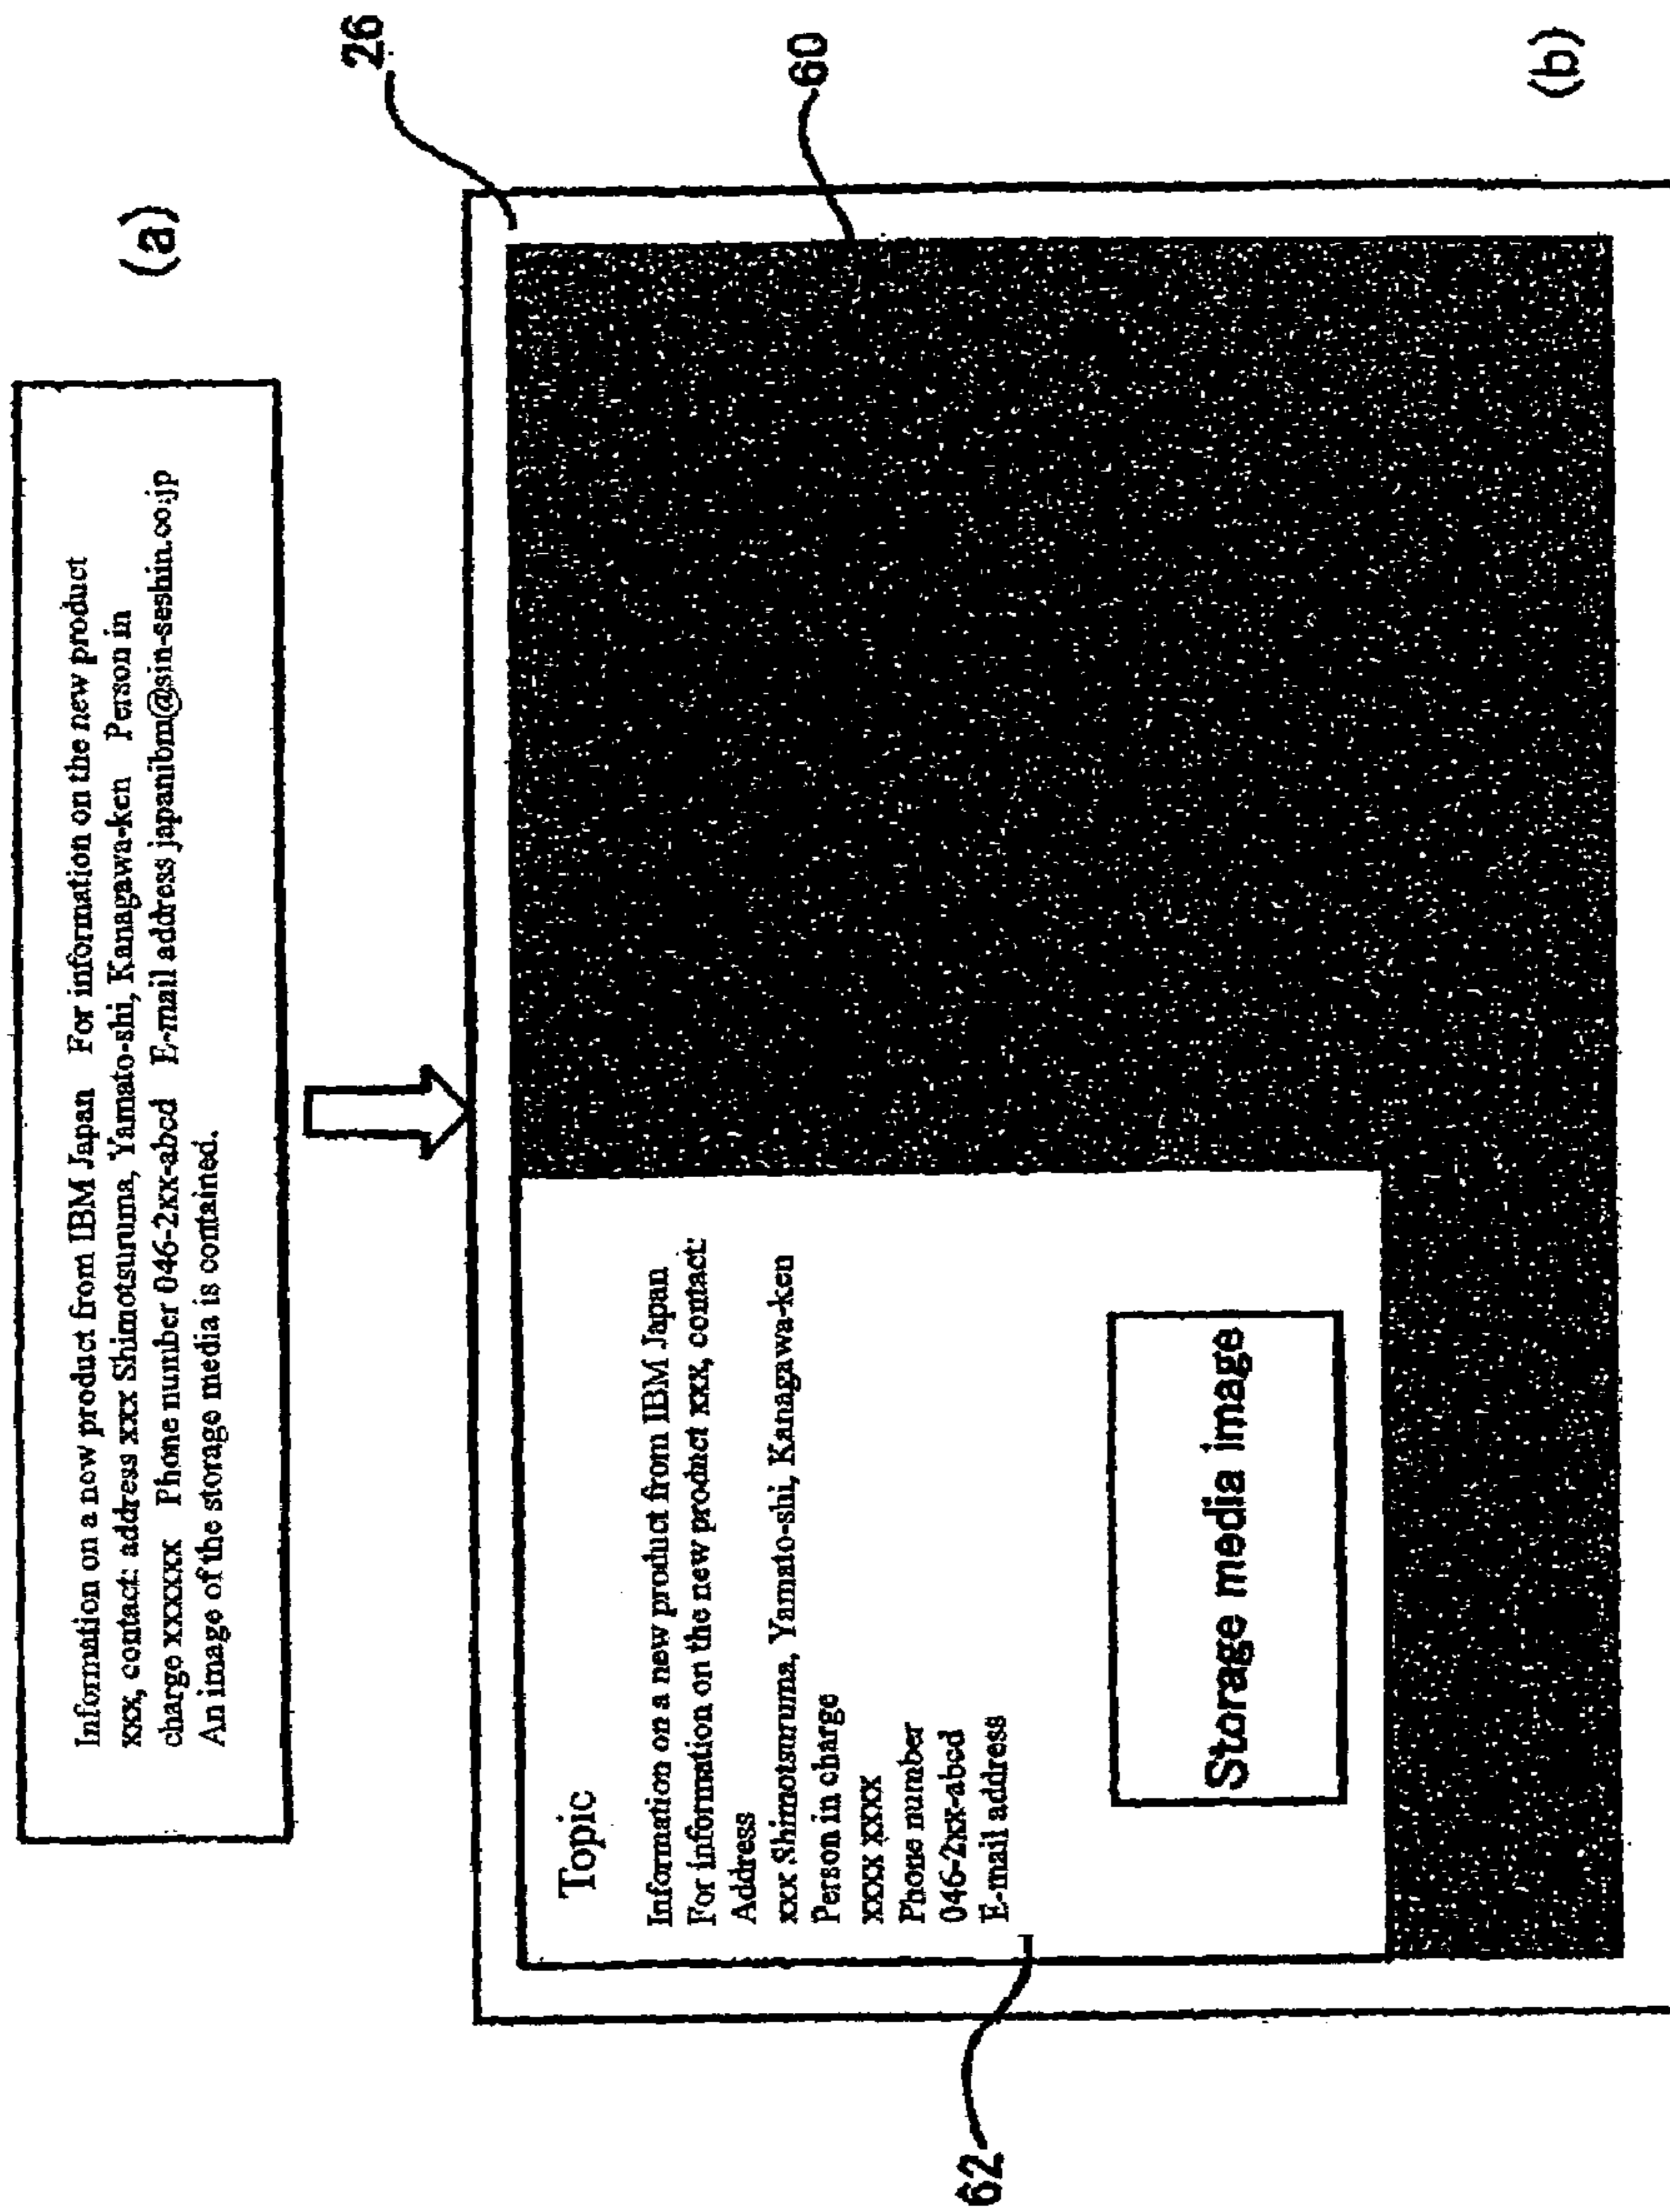 Information on a new product from IBM Japan For information on the new product
xxx, contact: address xxx Shimotsuruma, Yamato-shi, Kanagawa-ken Person in
charge xxxxxx Phone number 046-2xx-abcd E-mail address japanibm@sin-seshin.co.jp
An image of the storage media is contained.
(a)
26
60
Topic
Information on a new product from IBM Japan
For information on the new product xxx, contact:
Address
xxx Shimotsuruma, Yamato-shi, Kanagawa-ken
Person in charge
xxxx xxxx
Phone number
046-2xx-abcd
E-mail address
Storage media image
62
(b)